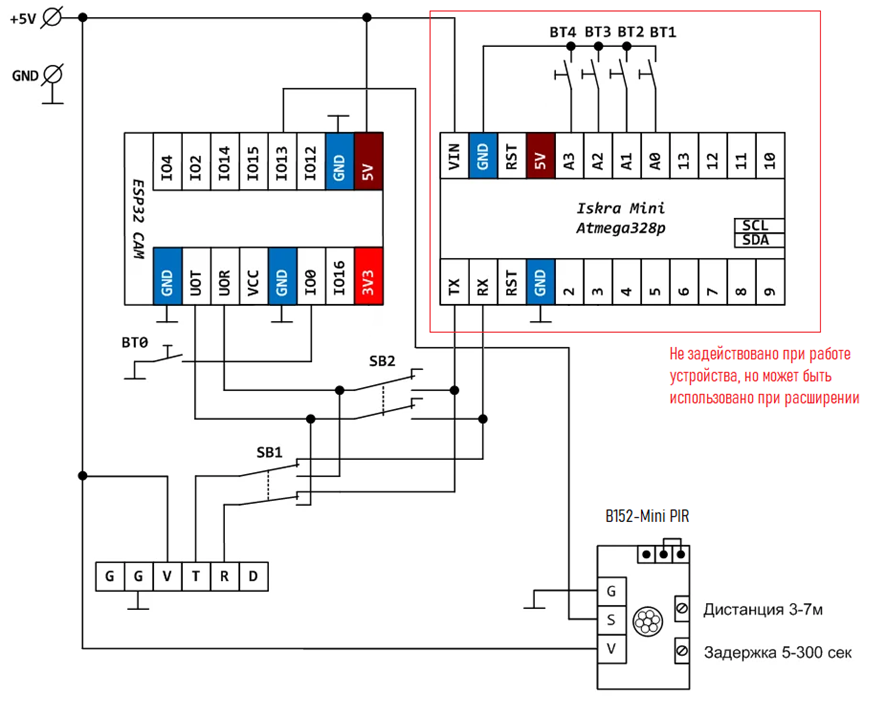 +5V
GND
BT4 BT3 BT2 BT1
IO4 IO2 IO14 IO15 IO13 IO12 GND 5V
ESP32 CAM
GND UOT UOR VCC GND IO0 IO16 3V3
VIN GND RST 5V A3 A2 A1 A0 13 12 11 10
Iskra Mini
Atmega328p
SCL
SDA
TX RX RST GND 2 3 4 5 6 7 8 9
BT0
SB2
SB1
Не задействовано при работе
устройства, но может быть
использовано при расширении
G G V T R D
B152-Mini PIR
G
S
V
Дистанция 3-7м
Задержка 5-300 сек